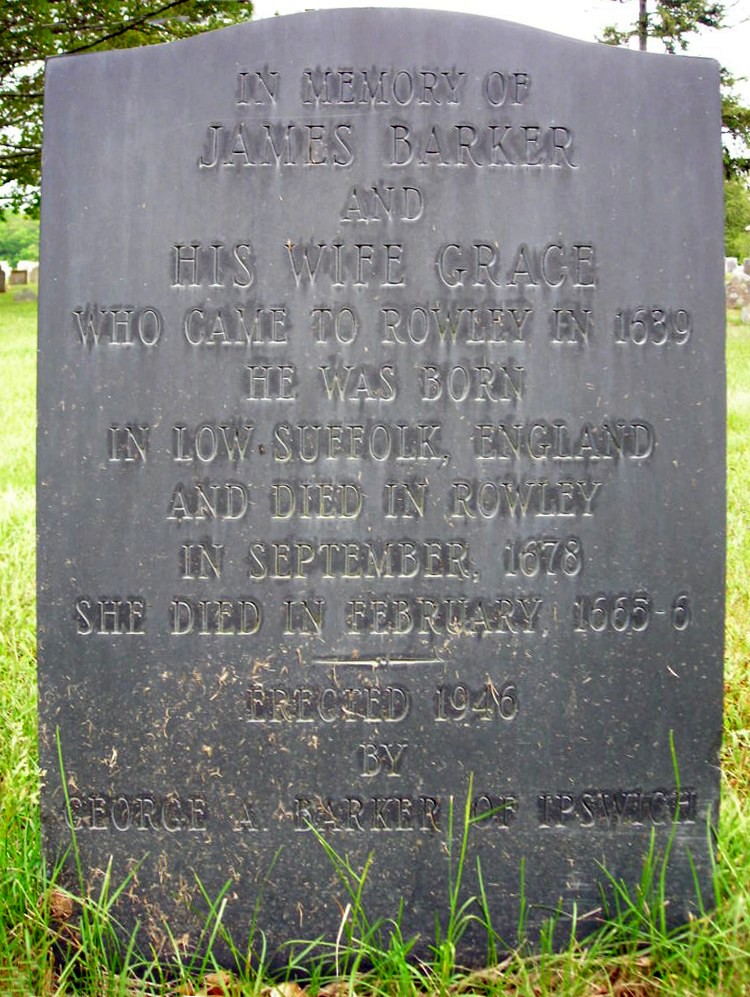 IN MEMORY OF
JAMES BARKER
AND
HIS WIFE GRACE
WHO CAME TO ROWLEY IN 1639
HE WAS BORN
IN LOW SUFFOLK, ENGLAND
AND DIED IN ROWLEY
IN SEPTEMBER, 1678
SHE DIED IN FEBRUARY, 1665-6
ERECTED 1946
BY
GEORGE A. BARKER OF IPSWICH